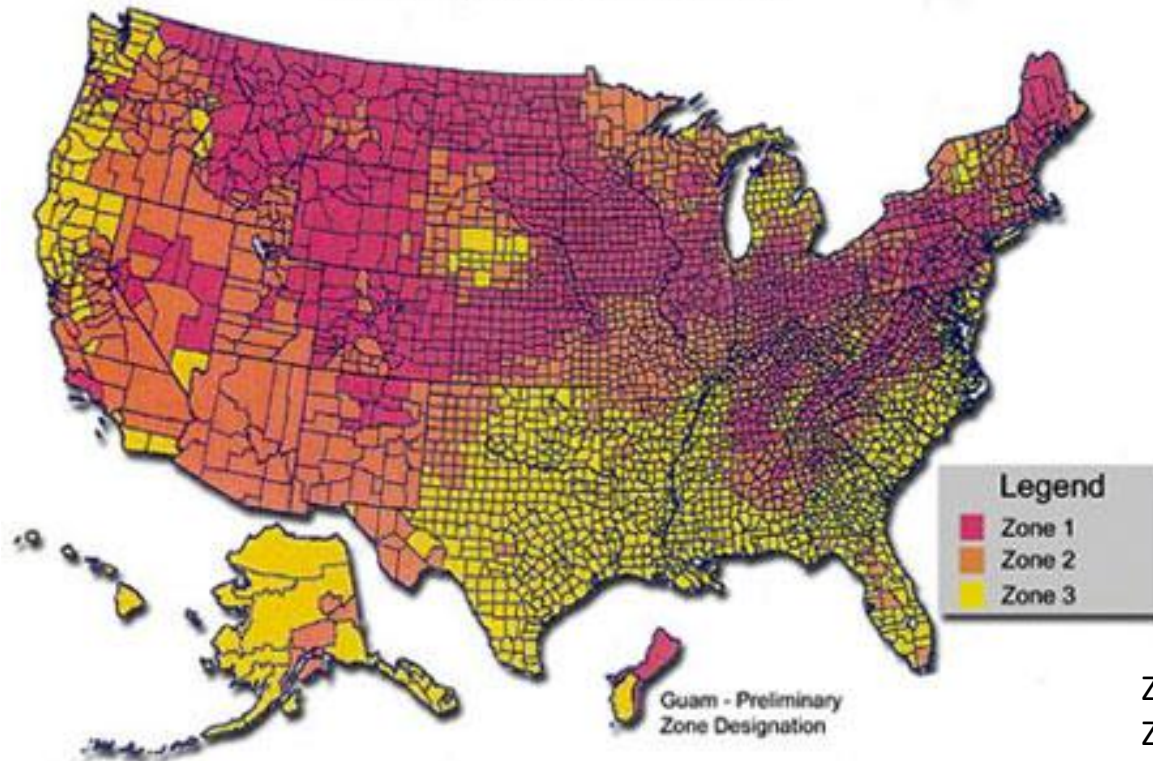 Legend
Zone 1
Zone 2
Zone 3
Guam - Preliminary
Zone Designation
Z
Z